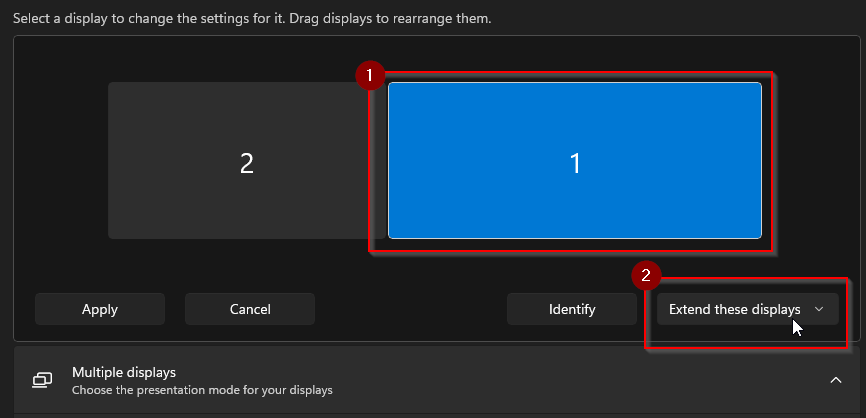 Select a display to change the settings for it. Drag displays to rearrange them.
1
2
1
2
Apply
Cancel
Identify
Extend these displays
Multiple displays
Choose the presentation mode for your displays